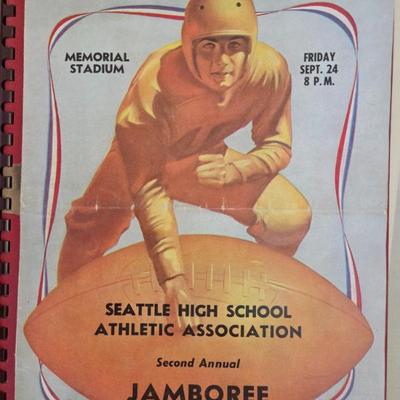 MEMORIAL
STADIUM
FRIDAY
SEPT. 24
8 P.M.
SEATTLE HIGH SCHOOL
ATHLETIC ASSOCIATION
Second Annual
JAMBOREE